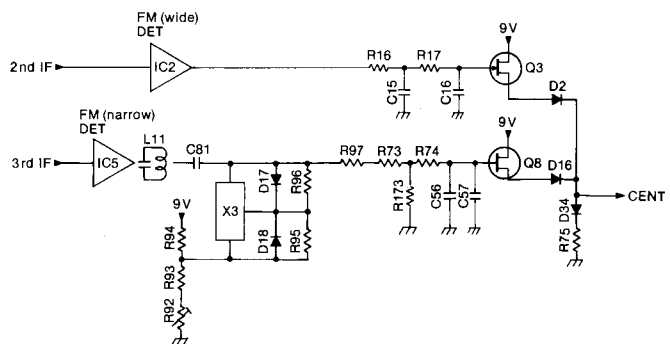 FM (wide)
DET
9V
2nd IF
IC2
R16
R17
Q3
C15
C16
D2
FM (narrow)
DET
L11
9V
3rd IF
IC5
C81
R97
R73
R74
Q8
D16
D17
R96
R173
C56
C57
CENT
9V
X3
D34
R94
D18
R95
R75
R93
R92